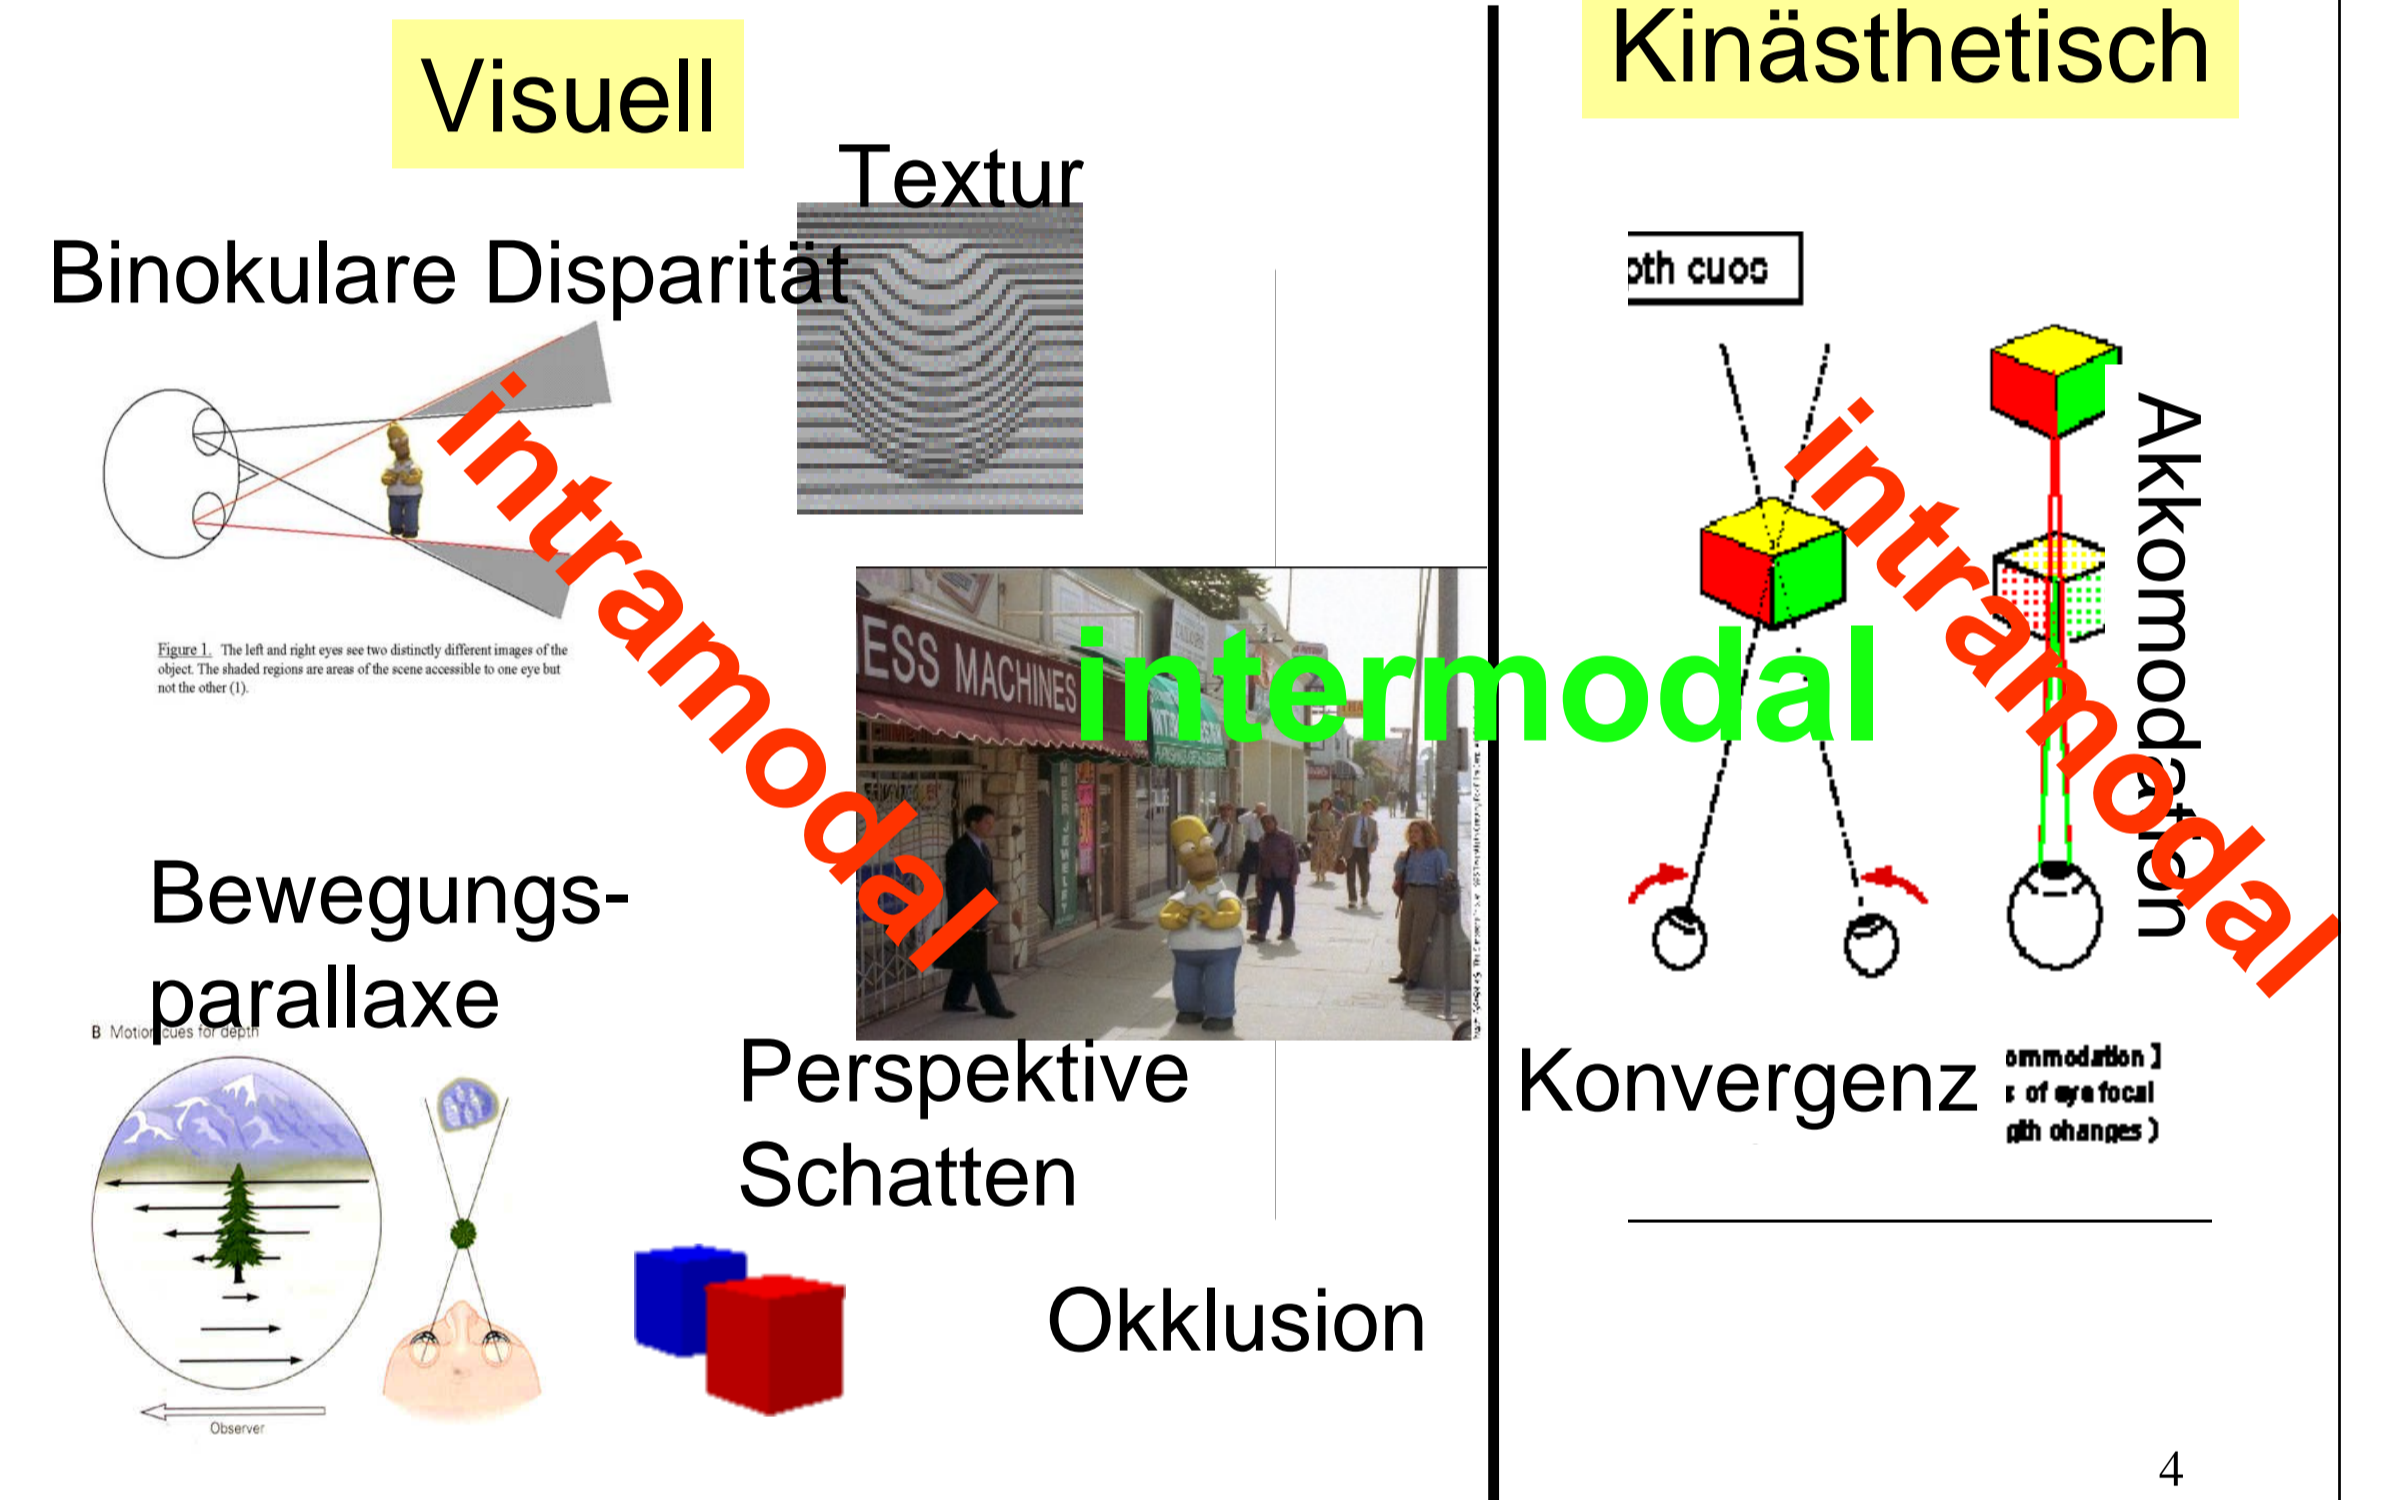 Visuell
Kinästhetisch
Textur
Binokulare Disparität
pth cues
intramodal
intramodal
Akkomodation
Figure 1. The left and right eyes see two distinctly different images of the
object. The shaded regions are areas of the scene accessible to one eye but
not the other (1).
ESS MACHINES
intermodal
Bewegungs-
parallaxe
B Motion cues for depth
Perspektive
Schatten
Konvergenz
ommodation ]
s of eye focal
gth changes )
Okklusion
Observer
4